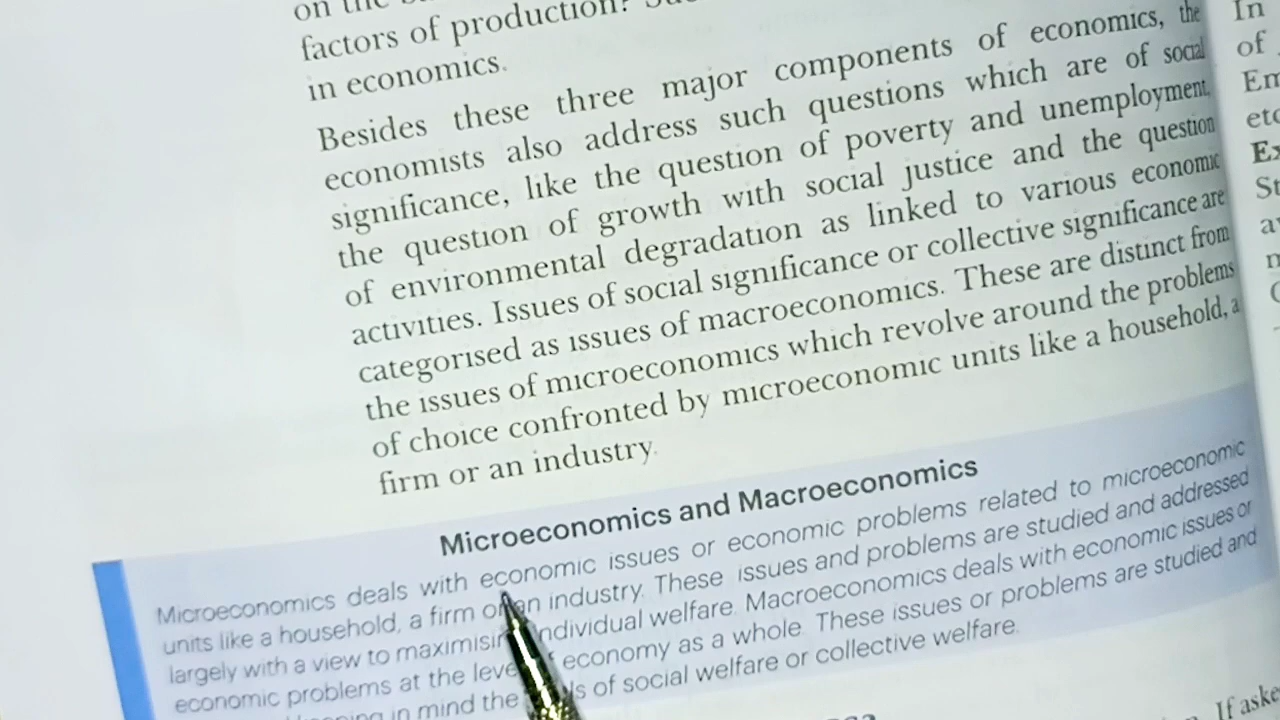 on the
factors of production?
in economics.
Besides these three major components of economics, the
economists also address such questions which are of social
significance, like the question of poverty and unemployment,
the question of growth with social justice and the question
of environmental degradation as linked to various economic
activities. Issues of social significance or collective significance are
categorised as issues of macroeconomics. These are distinct from
the issues of microeconomics which revolve around the problems
of choice confronted by microeconomic units like a household, a
firm or an industry.
Microeconomics and Macroeconomics
Microeconomics deals with economic issues or economic problems related to microeconomic
units like a household, a firm or an industry. These issues and problems are studied and addressed
largely with a view to maximising individual welfare. Macroeconomics deals with economic issues or
economic problems at the level economy as a whole. These issues or problems are studied and
in mind the of social welfare or collective welfare.
If aske
In
of
Em
etc
Ex
St